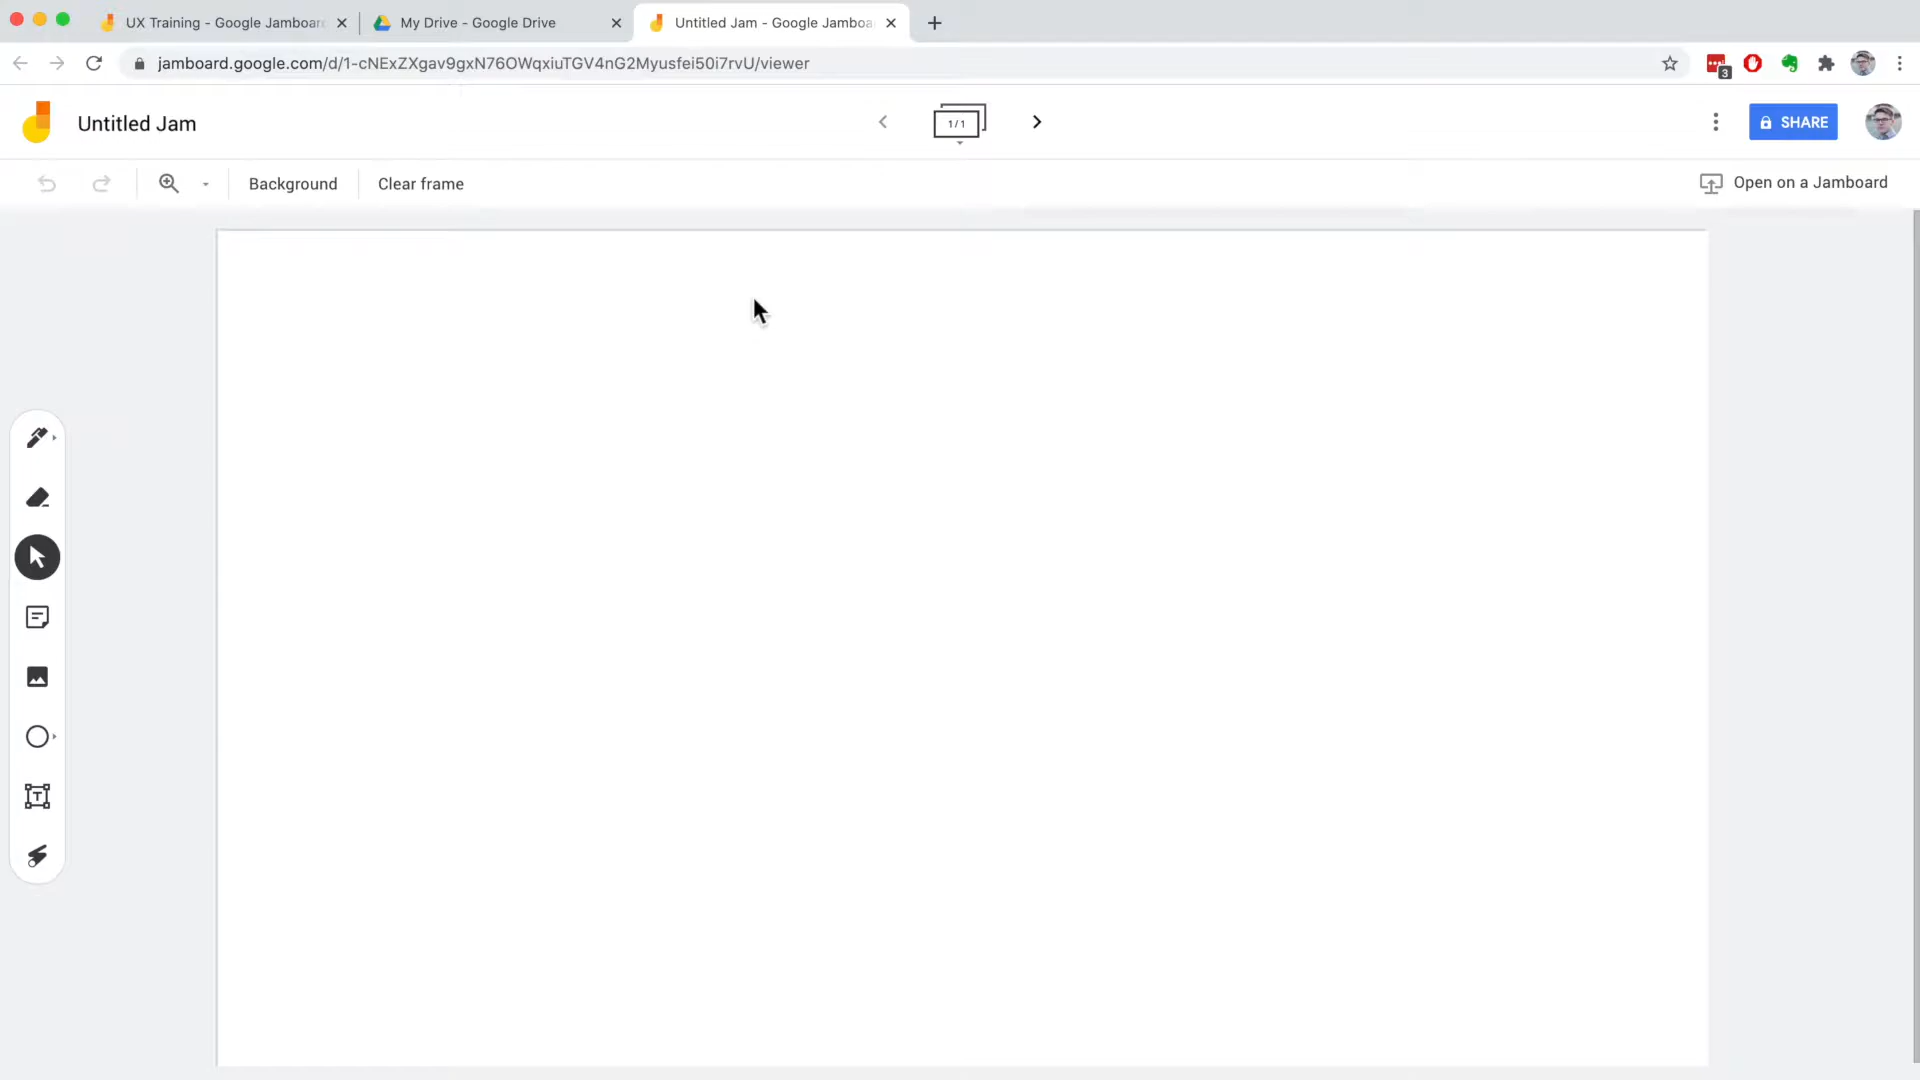 UX Training - Google Jamboard
My Drive - Google Drive
Untitled Jam - Google Jamboa
jamboard.google.com/d/1-cNExZXgav9gxN76OWqxiuTGV4nG2Myusfei50i7rvU/viewer
3
Untitled Jam
1 / 1
SHARE
Background
Clear frame
Open on a Jamboard
T